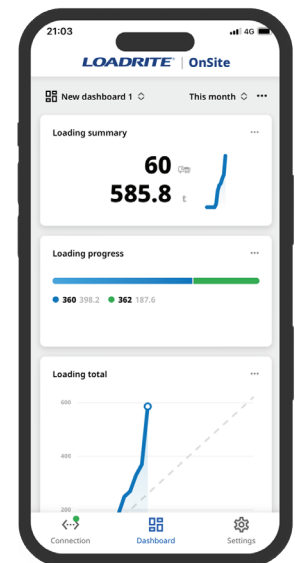 21:03 4G
LOADRITE® | OnSite
New dashboard 1 This month
Loading summary
60
585.8 t
Loading progress
360 398.2 362 187.6
Loading total
600
400
200
Connection Dashboard Settings